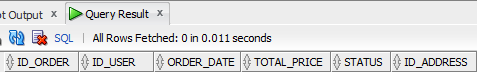 ot Output × Query Result ×
SQL | All Rows Fetched: 0 in 0.011 seconds
ID_ORDER ID_USER ORDER_DATE TOTAL_PRICE STATUS ID_ADDRESS